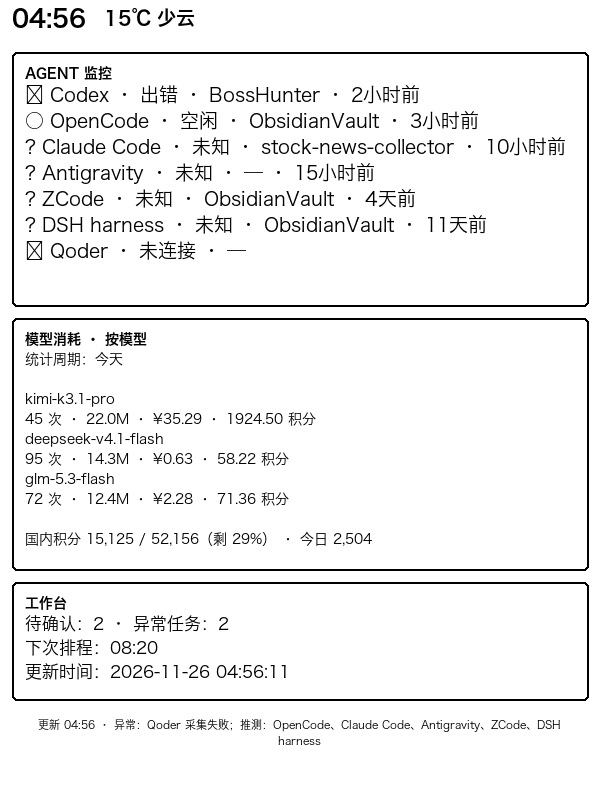 04:56 15℃ 少云
AGENT 监控
☒ Codex · 出错 · BossHunter · 2小时前
○ OpenCode · 空闲 · ObsidianVault · 3小时前
? Claude Code · 未知 · stock-news-collector · 10小时前
? Antigravity · 未知 · — · 15小时前
? ZCode · 未知 · ObsidianVault · 4天前
? DSH harness · 未知 · ObsidianVault · 11天前
☒ Qoder · 未连接 · —
模型消耗 · 按模型
统计周期：今天
kimi-k3.1-pro
45 次 · 22.0M · ¥35.29 · 1924.50 积分
deepseek-v4.1-flash
95 次 · 14.3M · ¥0.63 · 58.22 积分
glm-5.3-flash
72 次 · 12.4M · ¥2.28 · 71.36 积分
国内积分 15,125 / 52,156（剩 29%） · 今日 2,504
工作台
待确认：2 · 异常任务：2
下次排程：08:20
更新时间：2026-11-26 04:56:11
更新 04:56 · 异常：Qoder 采集失败；推测：OpenCode、Claude Code、Antigravity、ZCode、DSH
harness